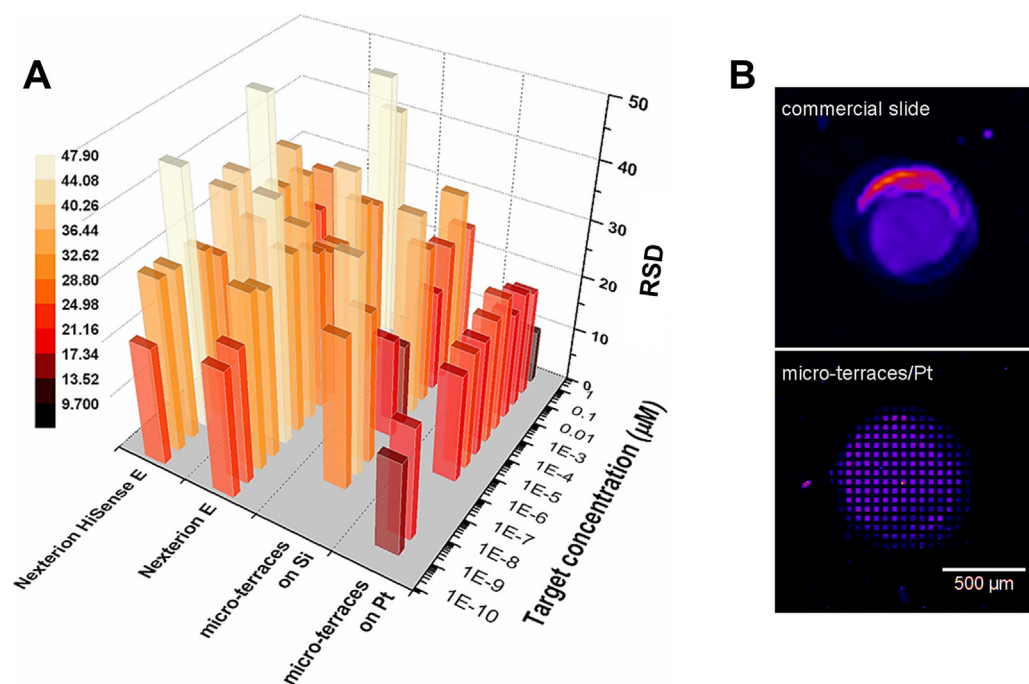 A
47.90
44.08
40.26
36.44
32.62
28.80
24.98
21.16
17.34
13.52
9.700
50
40
30
20
10
0
RSD
1
0.1
0.01
1E-3
1E-4
1E-5
1E-6
1E-7
1E-8
1E-9
1E-10
Target concentration (µM)
Nexterion HiSense E
Nexterion E
micro-terraces
on Si
micro-terraces
on Pt
B
commercial slide
micro-terraces/Pt
500 µm